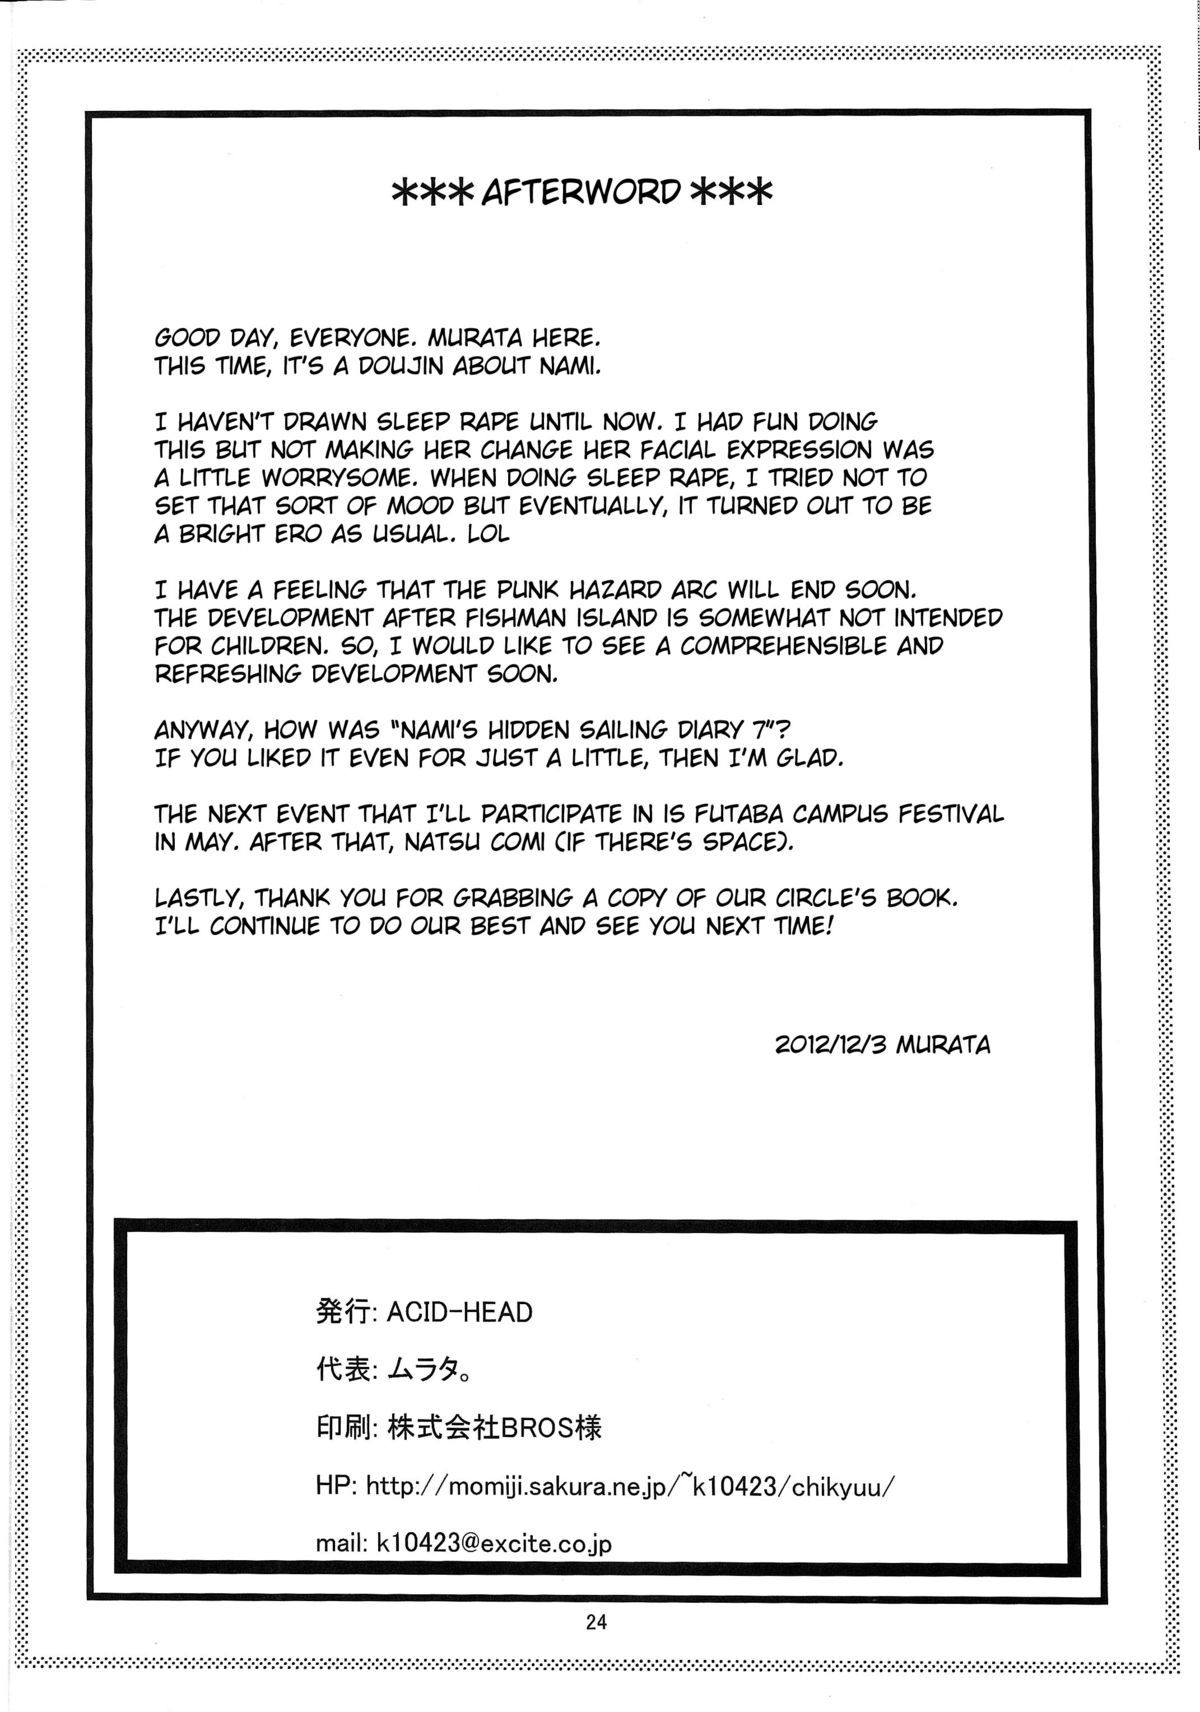 ***AFTERWORD***
GOOD DAY, EVERYONE. MURATA HERE.
THIS TIME, IT'S A DOUJIN ABOUT NAMI.
I HAVEN'T DRAWN SLEEP RAPE UNTIL NOW. I HAD FUN DOING
THIS BUT NOT MAKING HER CHANGE HER FACIAL EXPRESSION WAS
A LITTLE WORRYSOME. WHEN DOING SLEEP RAPE, I TRIED NOT TO
SET THAT SORT OF MOOD BUT EVENTUALLY, IT TURNED OUT TO BE
A BRIGHT ERO AS USUAL. LOL
I HAVE A FEELING THAT THE PUNK HAZARD ARC WILL END SOON.
THE DEVELOPMENT AFTER FISHMAN ISLAND IS SOMEWHAT NOT INTENDED
FOR CHILDREN. SO, I WOULD LIKE TO SEE A COMPREHENSIBLE AND
REFRESHING DEVELOPMENT SOON.
ANYWAY, HOW WAS "NAMI'S HIDDEN SAILING DIARY 7"?
IF YOU LIKED IT EVEN FOR JUST A LITTLE, THEN I'M GLAD.
THE NEXT EVENT THAT I'LL PARTICIPATE IN IS FUTABA CAMPUS FESTIVAL
IN MAY. AFTER THAT, NATSU COMI (IF THERE'S SPACE).
LASTLY, THANK YOU FOR GRABBING A COPY OF OUR CIRCLE'S BOOK.
I'LL CONTINUE TO DO OUR BEST AND SEE YOU NEXT TIME!
2012/12/3 MURATA
発行: ACID-HEAD
代表: ムラタ。
印刷: 株式会社BROS様
HP: http://momiji.sakura.ne.jp/~k10423/chikyuu/
mail: k10423@excite.co.jp
24